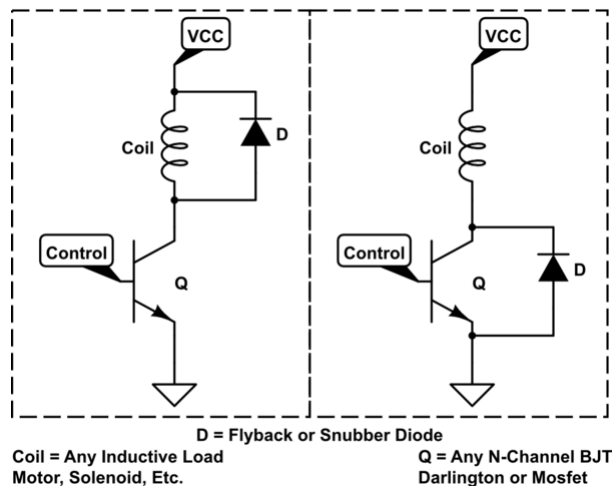 VCC
VCC
Coil
D
Coil
Control
Control
Q
Q
D
D = Flyback or Snubber Diode
Coil = Any Inductive Load
Motor, Solenoid, Etc.
Q = Any N-Channel BJT
Darlington or Mosfet